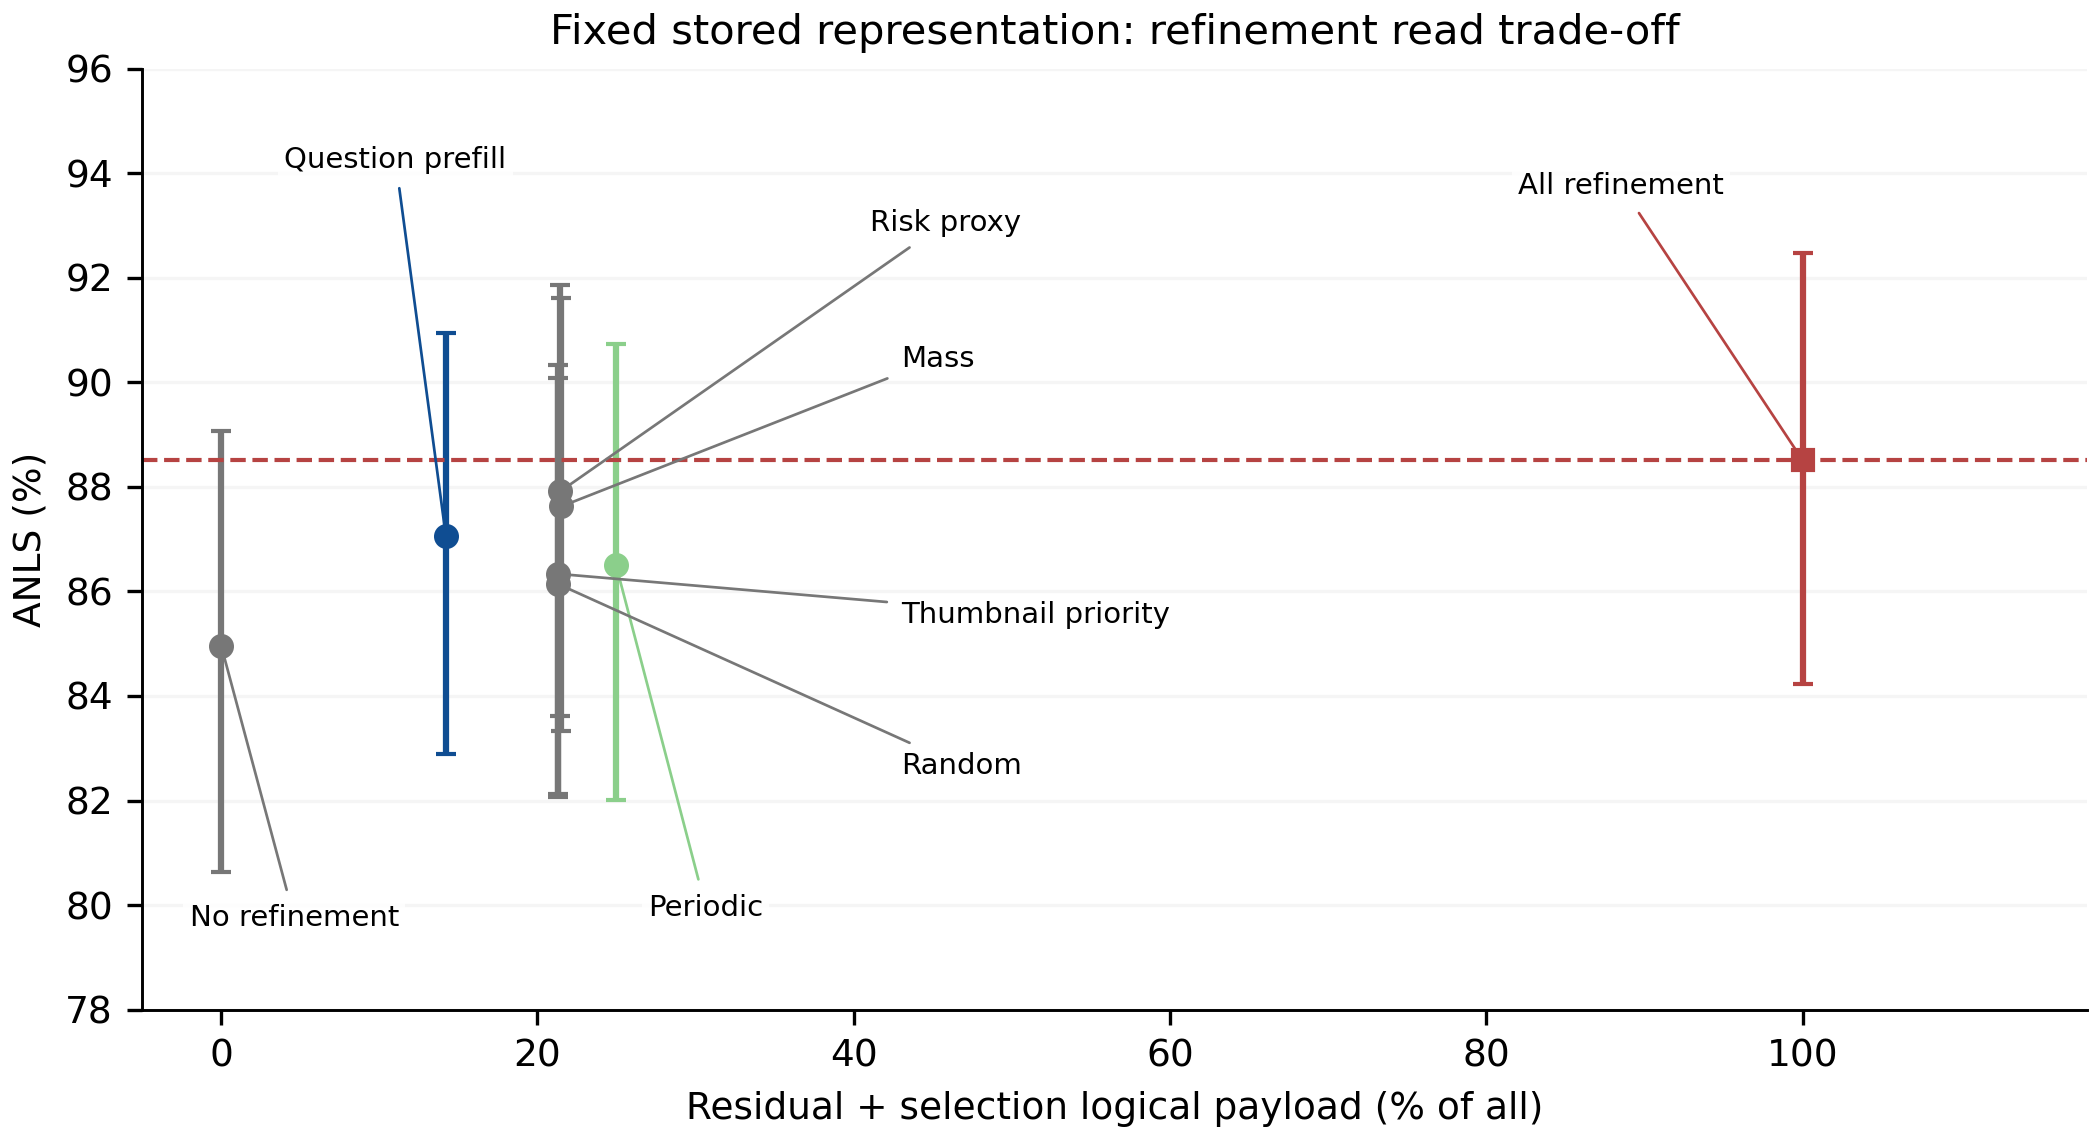 Fixed stored representation: refinement read trade-off
96
94
92
90
88
86
84
82
80
78
ANLS (%)
Question prefill
All refinement
Risk proxy
Mass
Thumbnail priority
Random
Periodic
No refinement
0
20
40
60
80
100
Residual + selection logical payload (% of all)